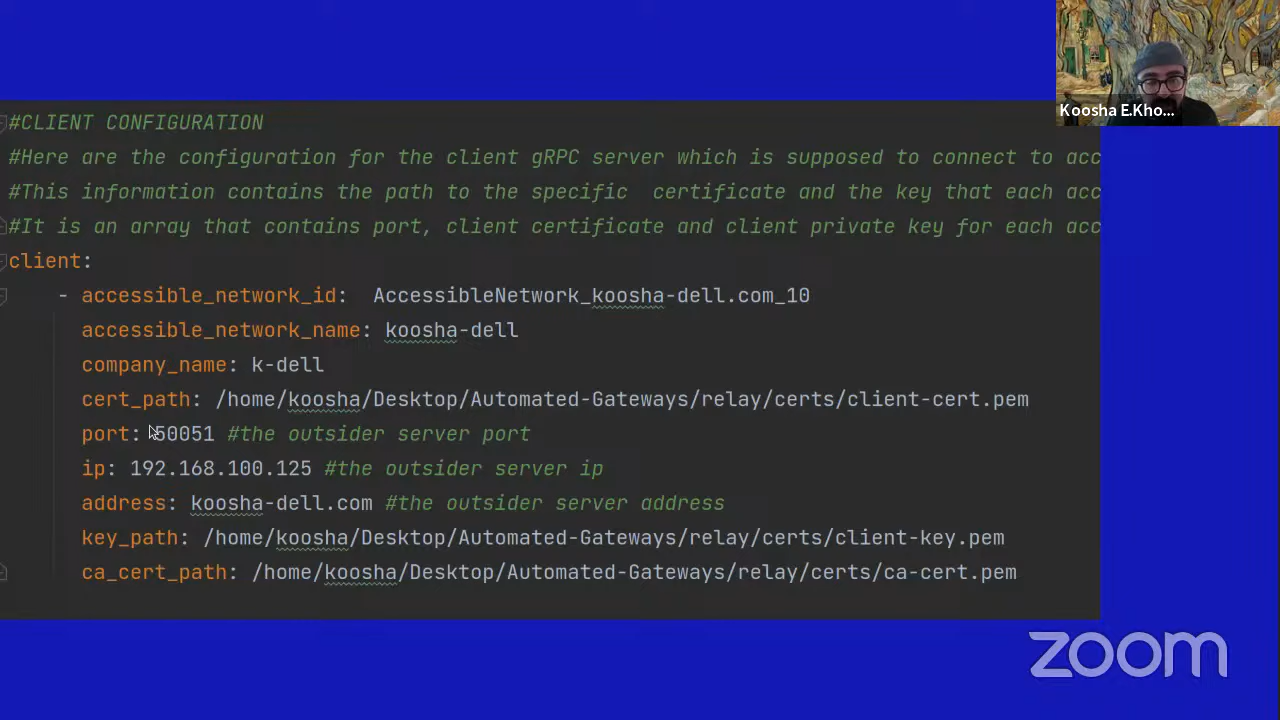 Koosha E.Kho...
#CLIENT CONFIGURATION
#Here are the configuration for the client gRPC server which is supposed to connect to acc
#This information contains the path to the specific  certificate and the key that each acc
#It is an array that contains port, client certificate and client private key for each acc
client:
- accessible_network_id:  AccessibleNetwork_koosha-dell.com_10
accessible_network_name: koosha-dell
company_name: k-dell
cert_path: /home/koosha/Desktop/Automated-Gateways/relay/certs/client-cert.pem
port: 50051 #the outsider server port
ip: 192.168.100.125 #the outsider server ip
address: koosha-dell.com #the outsider server address
key_path: /home/koosha/Desktop/Automated-Gateways/relay/certs/client-key.pem
ca_cert_path: /home/koosha/Desktop/Automated-Gateways/relay/certs/ca-cert.pem
zoom